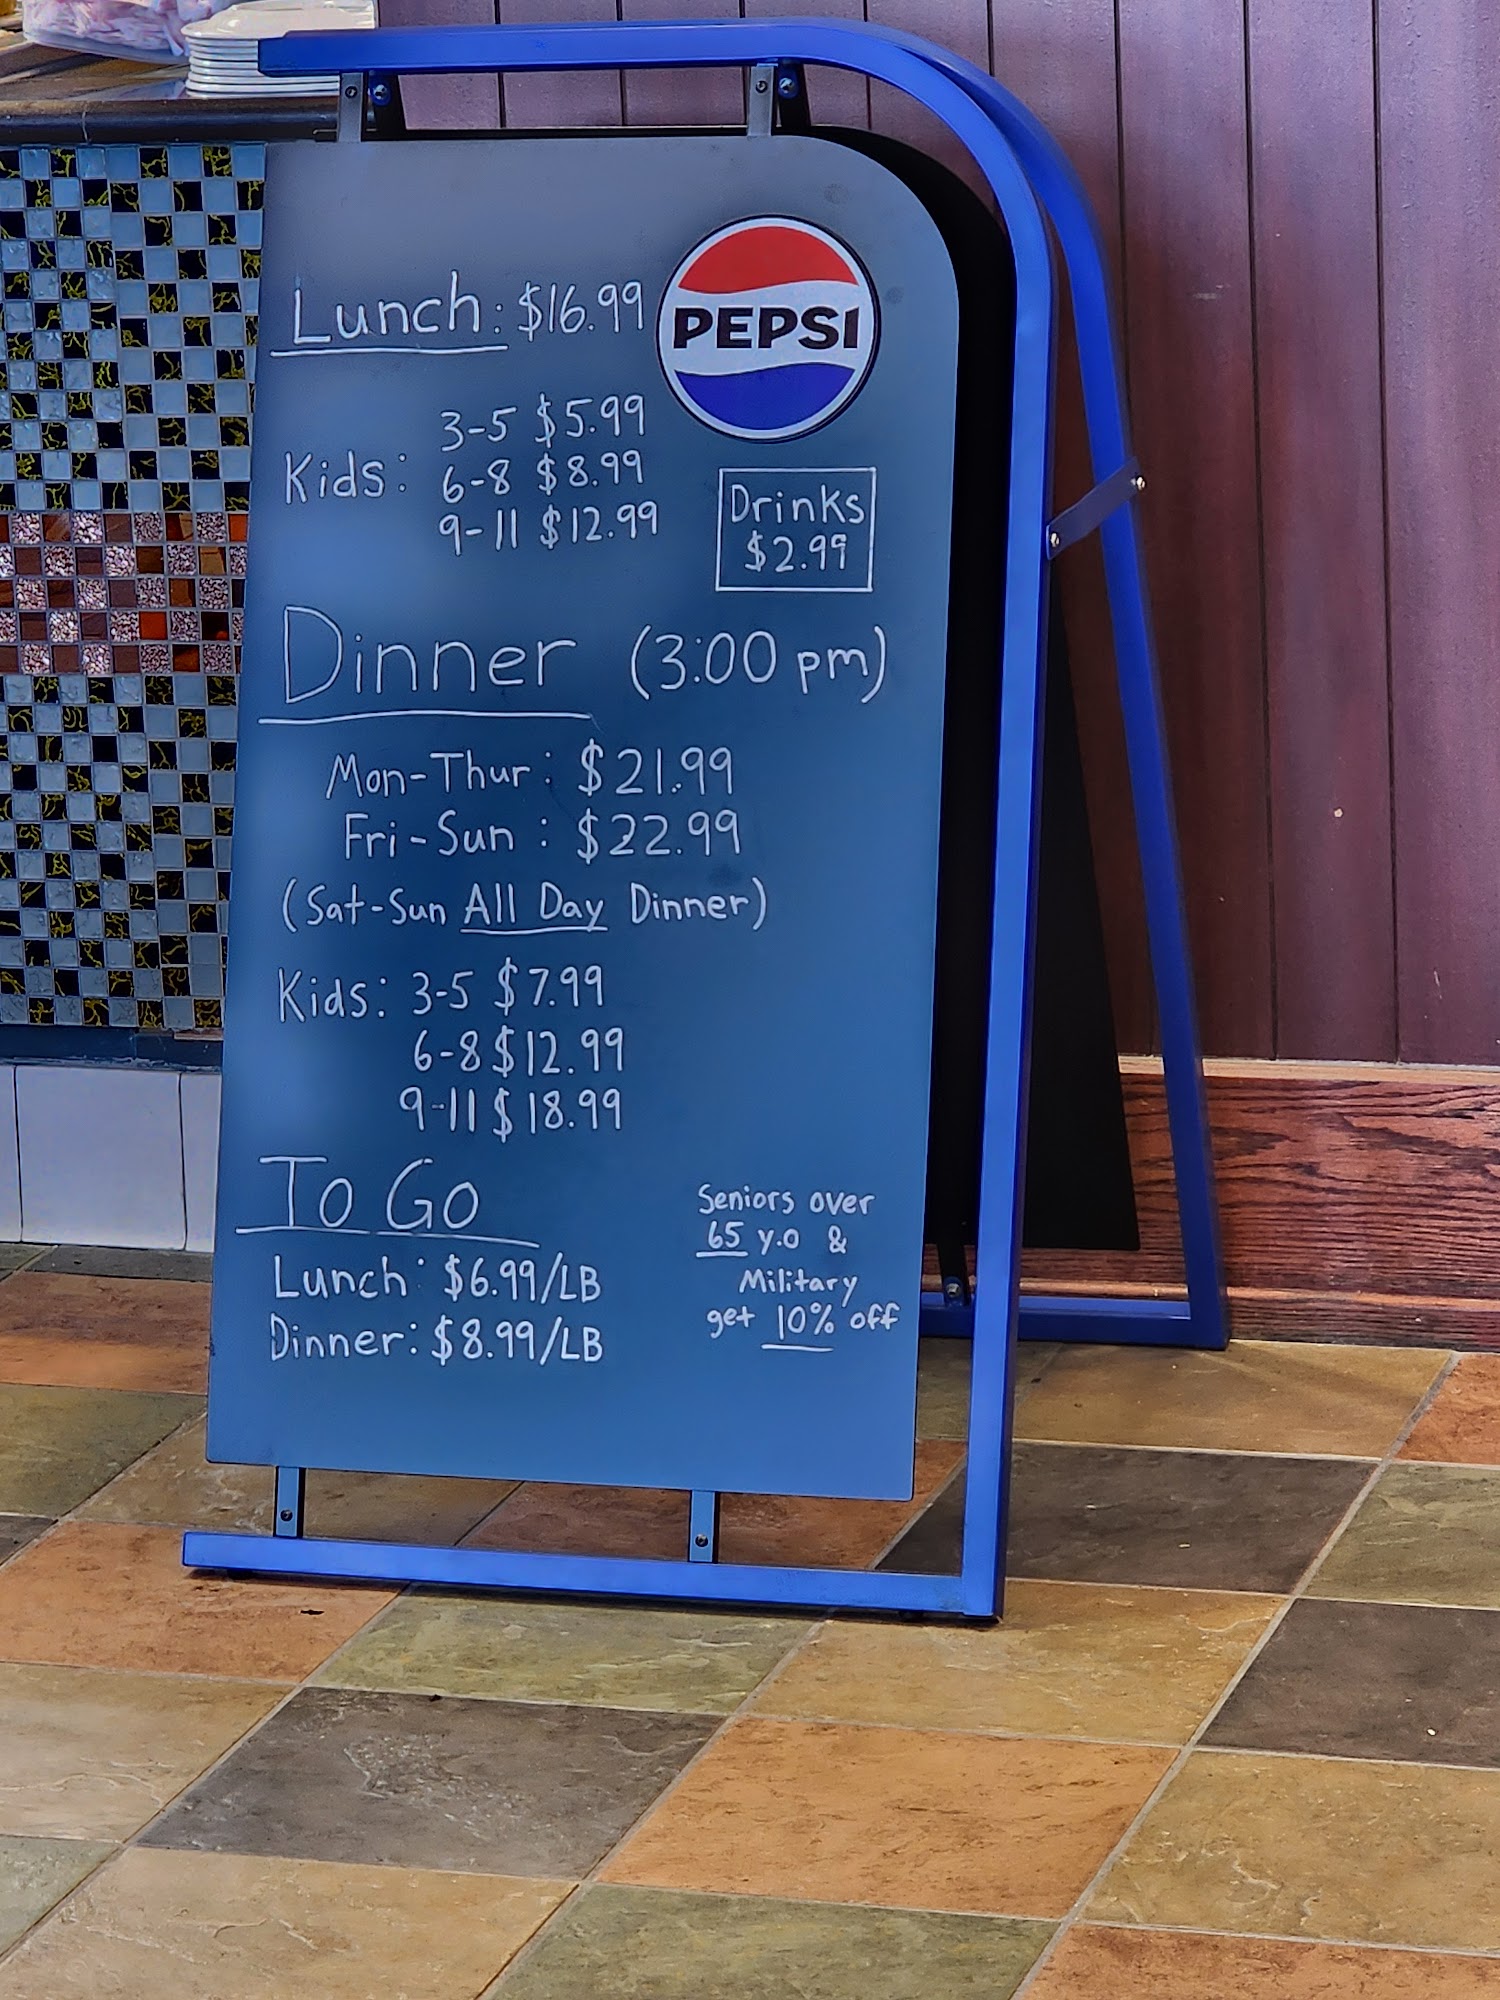 Lunch: $16.99
PEPSI
Kids: 3-5 $5.99
6-8 $8.99
9-11 $12.99
Drinks
$2.99
Dinner (3:00 pm)
Mon-Thur: $21.99
Fri-Sun: $22.99
(Sat-Sun All Day Dinner)
Kids: 3-5 $7.99
6-8 $12.99
9-11 $18.99
To Go
Lunch: $6.99/LB
Dinner: $8.99/LB
Seniors over
65 y.o &
Military
get 10% off